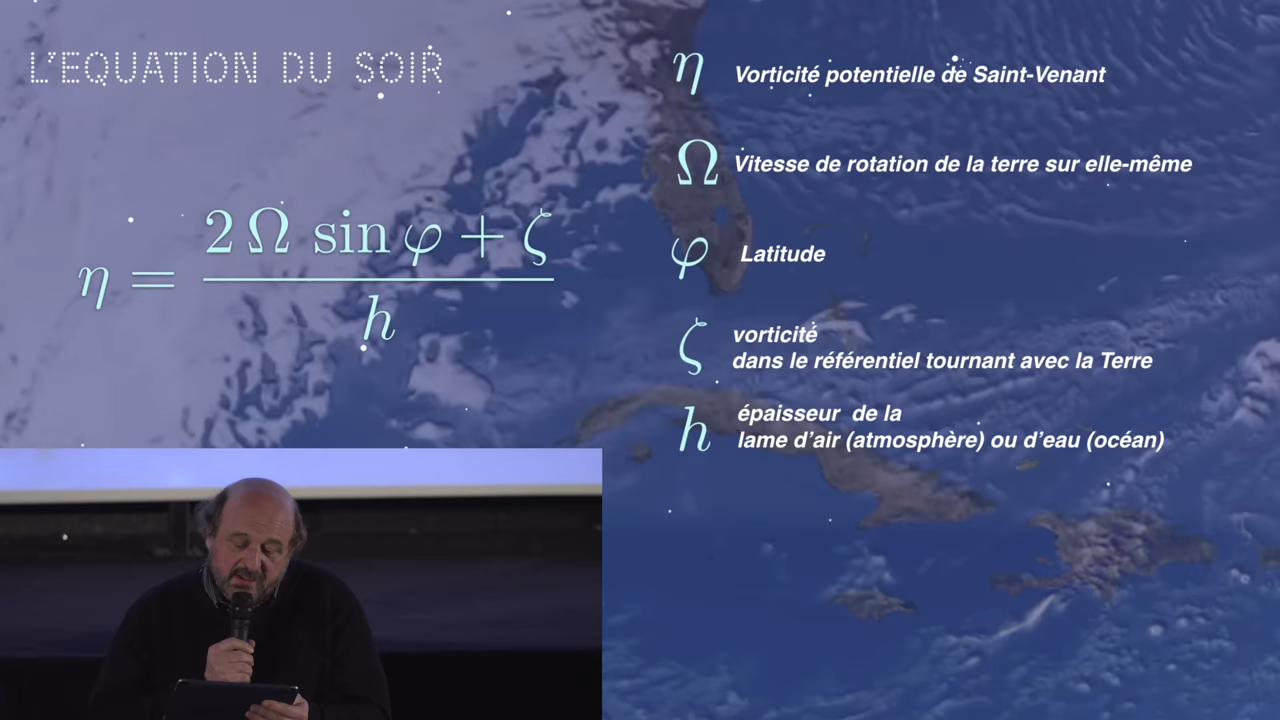 L'EQUATION DU SOIR
η = (2 Ω sin φ + ζ) / h
η Vorticité potentielle de Saint-Venant
Ω Vitesse de rotation de la terre sur elle-même
φ Latitude
ζ vorticité
dans le référentiel tournant avec la Terre
h épaisseur de la
lame d'air (atmosphère) ou d'eau (océan)